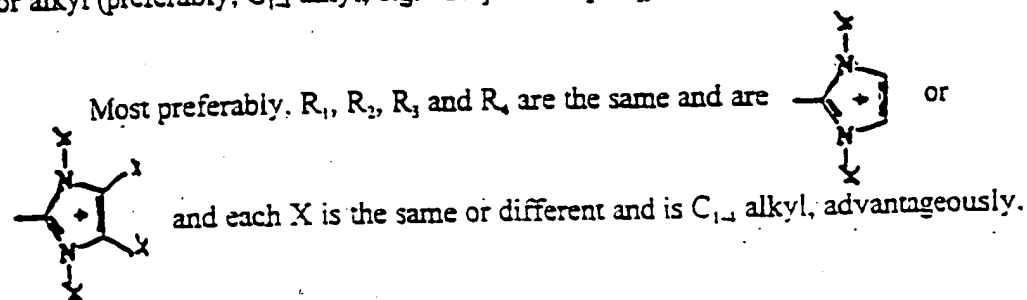 or alkyl (preferably, C₁₋₄ alkyl,
Most preferably, R₁, R₂, R₃ and R₄ are the same and are
X
N
+
N
X
or
X
N
X
+
N
X
X
and each X is the same or different and is C₁₋₄ alkyl, advantageously.